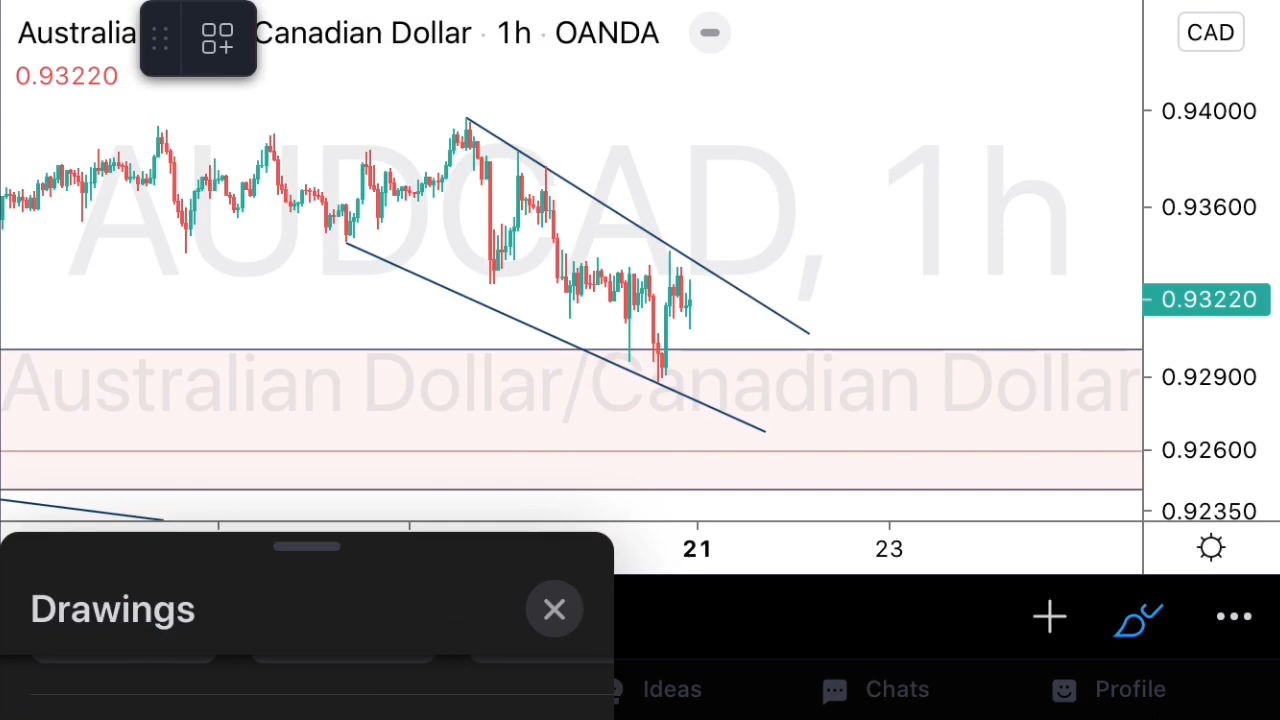 Australia Canadian Dollar · 1h · OANDA
CAD
0.93220
0.94000
AUDCAD, 1h
0.93600
0.93220
Australian Dollar/Canadian Dollar
0.92900
0.92600
0.92350
21
23
Drawings
Ideas
Chats
Profile